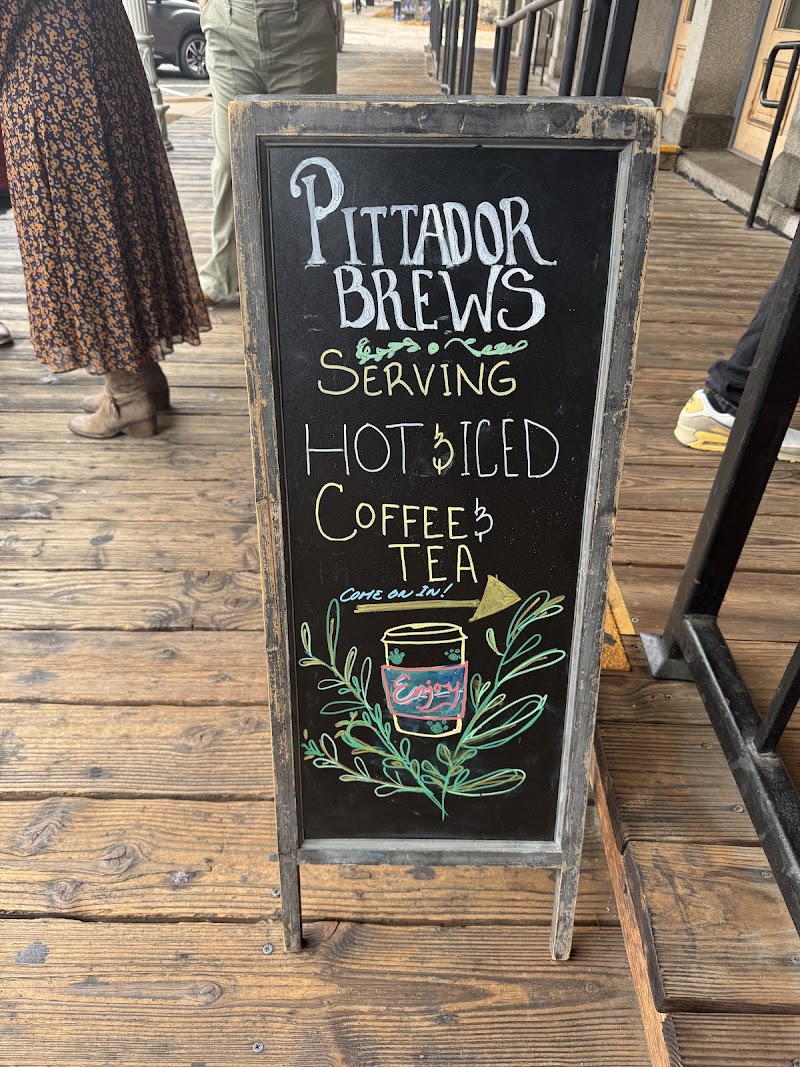 PITTADOR
BREWS
SERVING
HOT & ICED
COFFEE &
TEA
COME ON IN!
Enjoy